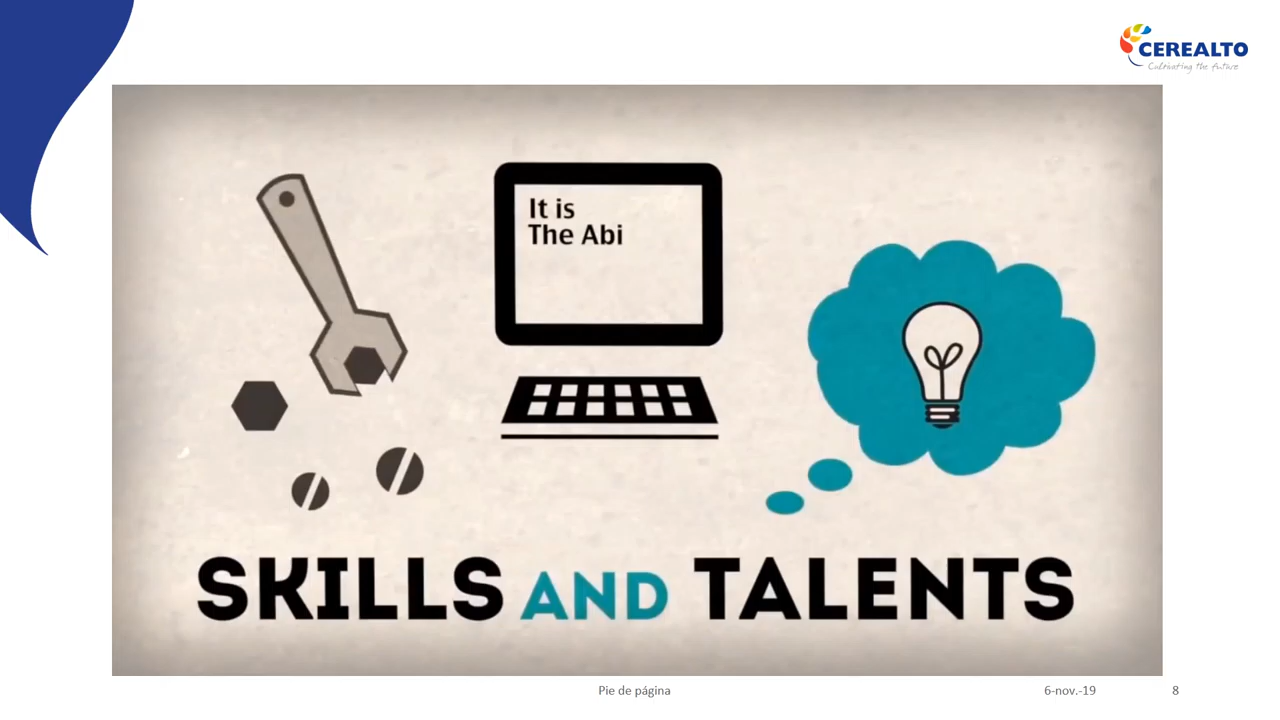 CEREALTO
Cultivating the future
It is
The Abi
SKILLS AND TALENTS
Pie de página
6-nov.-19
8